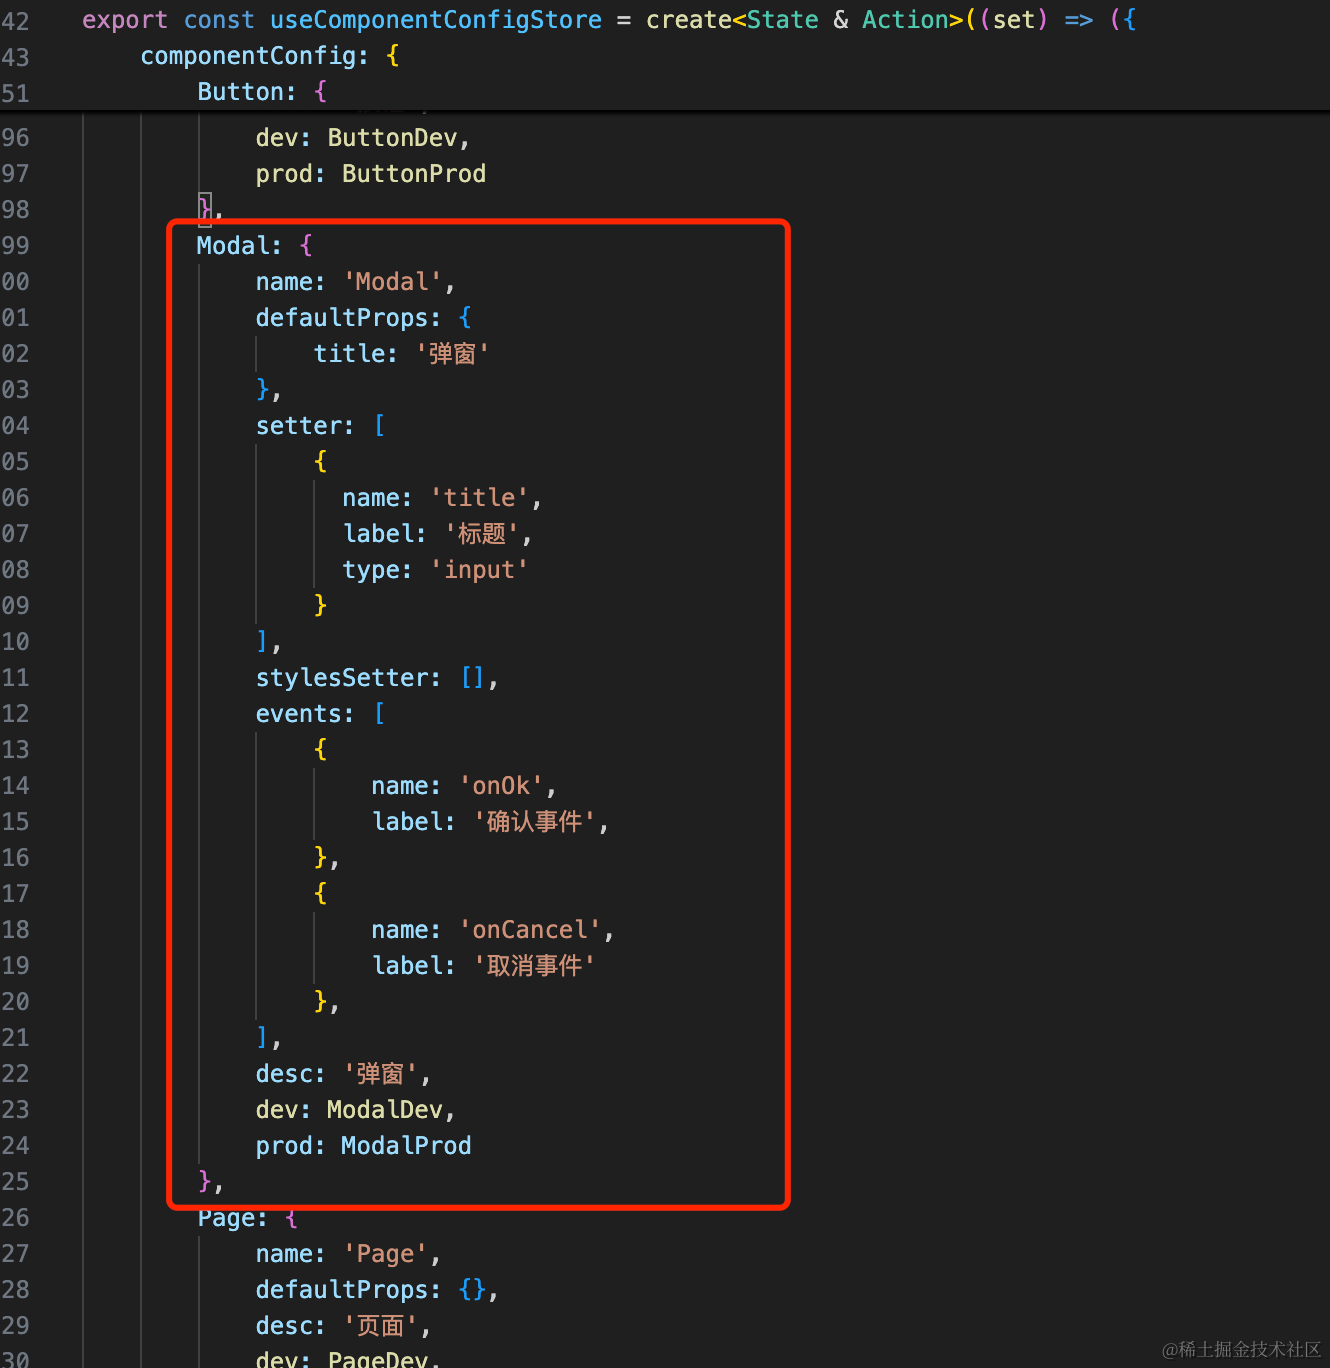 42 export const useComponentConfigStore = create<State & Action>((set) => ({
43 componentConfig: {
51 Button: {
96 dev: ButtonDev,
97 prod: ButtonProd
98 },
99 Modal: {
00 name: 'Modal',
01 defaultProps: {
02 title: '弹窗'
03 },
04 setter: [
05 {
06 name: 'title',
07 label: '标题',
08 type: 'input'
09 }
10 ],
11 stylesSetter: [],
12 events: [
13 {
14 name: 'onOk',
15 label: '确认事件',
16 },
17 {
18 name: 'onCancel',
19 label: '取消事件'
20 },
21 ],
22 desc: '弹窗',
23 dev: ModalDev,
24 prod: ModalProd
25 },
26 Page: {
27 name: 'Page',
28 defaultProps: {},
29 desc: '页面',
30 dev: PageDev,
@稀土掘金技术社区